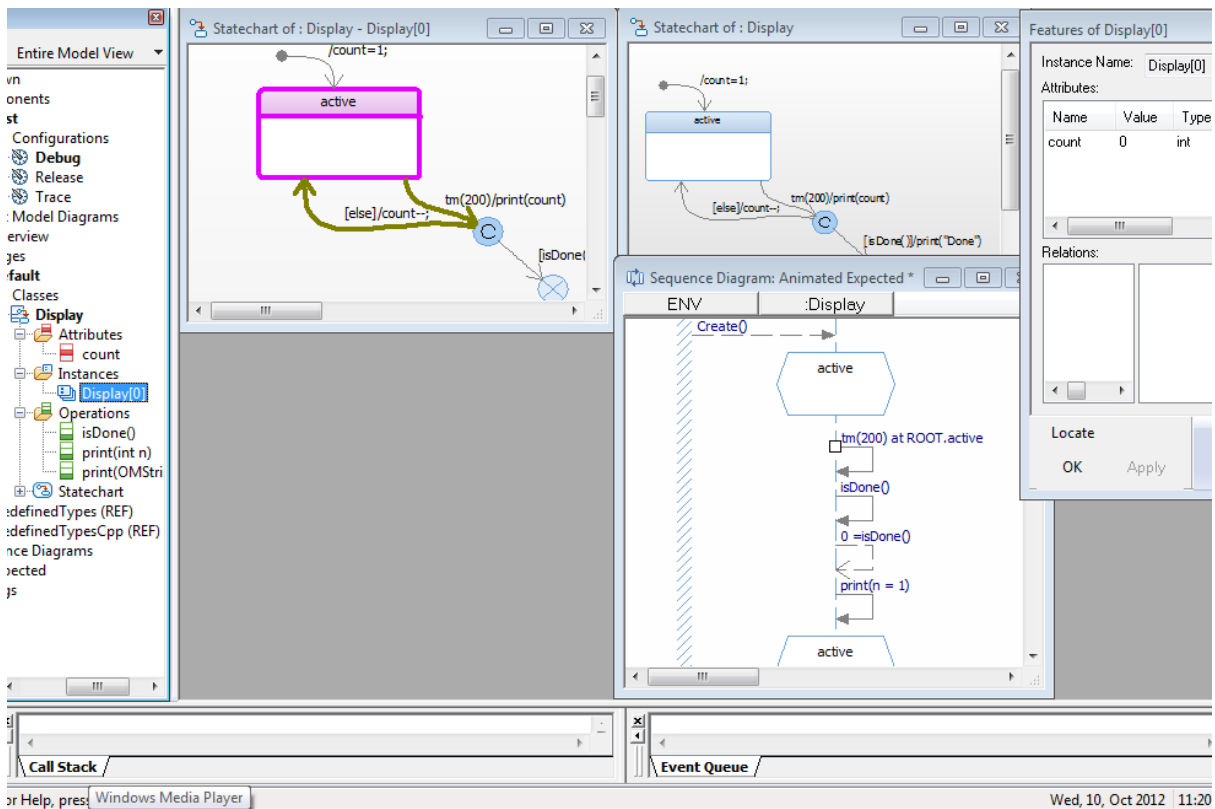 Entire Model View
wn
onents
st
Configurations
Debug
Release
Trace
t Model Diagrams
erview
ges
efault
Classes
Display
Attributes
count
Instances
Display[0]
Operations
isDone()
print(int n)
print(OMStri
Statechart
edefinedTypes (REF)
edefinedTypesCpp (REF)
nce Diagrams
pected
gs
Statechart of : Display - Display[0]
/count=1;
active
tm(200)/print(count)
[else]/count--;
C
[isDone(
Statechart of : Display
/count=1;
active
tm(200)/print(count)
[else]/count--;
C
[isDone()]/print("Done")
Sequence Diagram: Animated Expected *
ENV :Display
Create()
active
tm(200) at ROOT.active
isDone()
0 =isDone()
print(n = 1)
active
Features of Display[0]
Instance Name: Display[0]
Attributes:
Name Value Type
count 0 int
Relations:
Locate
OK Apply
Call Stack
Event Queue
or Help, pres
Windows Media Player
Wed, 10, Oct 2012 11:20